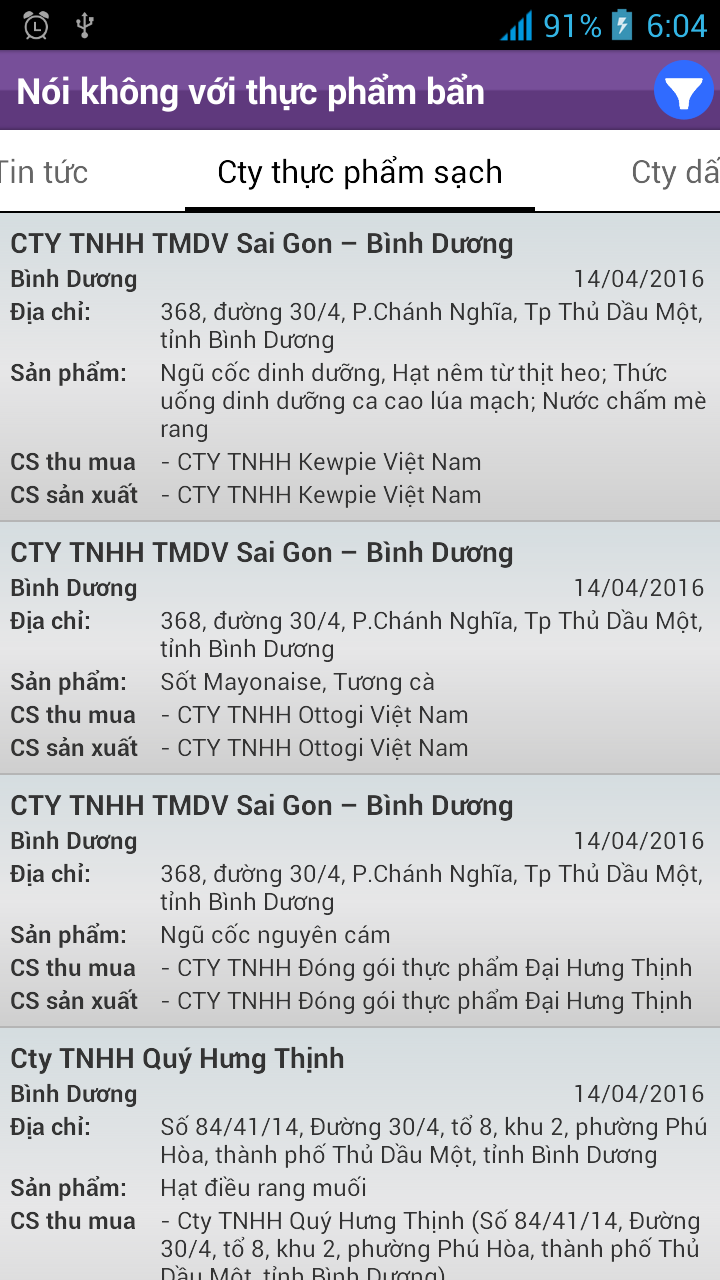 91% 6:04
Nói không với thực phẩm bẩn
Tin tức Cty thực phẩm sạch Cty dấ
CTY TNHH TMDV Sai Gon – Bình Dương
Bình Dương 14/04/2016
Địa chỉ: 368, đường 30/4, P.Chánh Nghĩa, Tp Thủ Dầu Một,
tỉnh Bình Dương
Sản phẩm: Ngũ cốc dinh dưỡng, Hạt nêm từ thịt heo; Thức
uống dinh dưỡng ca cao lúa mạch; Nước chấm mè
rang
CS thu mua - CTY TNHH Kewpie Việt Nam
CS sản xuất - CTY TNHH Kewpie Việt Nam
CTY TNHH TMDV Sai Gon – Bình Dương
Bình Dương 14/04/2016
Địa chỉ: 368, đường 30/4, P.Chánh Nghĩa, Tp Thủ Dầu Một,
tỉnh Bình Dương
Sản phẩm: Sốt Mayonaise, Tương cà
CS thu mua - CTY TNHH Ottogi Việt Nam
CS sản xuất - CTY TNHH Ottogi Việt Nam
CTY TNHH TMDV Sai Gon – Bình Dương
Bình Dương 14/04/2016
Địa chỉ: 368, đường 30/4, P.Chánh Nghĩa, Tp Thủ Dầu Một,
tỉnh Bình Dương
Sản phẩm: Ngũ cốc nguyên cám
CS thu mua - CTY TNHH Đóng gói thực phẩm Đại Hưng Thịnh
CS sản xuất - CTY TNHH Đóng gói thực phẩm Đại Hưng Thịnh
Cty TNHH Quý Hưng Thịnh
Bình Dương 14/04/2016
Địa chỉ: Số 84/41/14, Đường 30/4, tổ 8, khu 2, phường Phú
Hòa, thành phố Thủ Dầu Một, tỉnh Bình Dương
Sản phẩm: Hạt điều rang muối
CS thu mua - Cty TNHH Quý Hưng Thịnh (Số 84/41/14, Đường
30/4, tổ 8, khu 2, phường Phú Hòa, thành phố Thủ
Dầu Một, tỉnh Bình Dương)